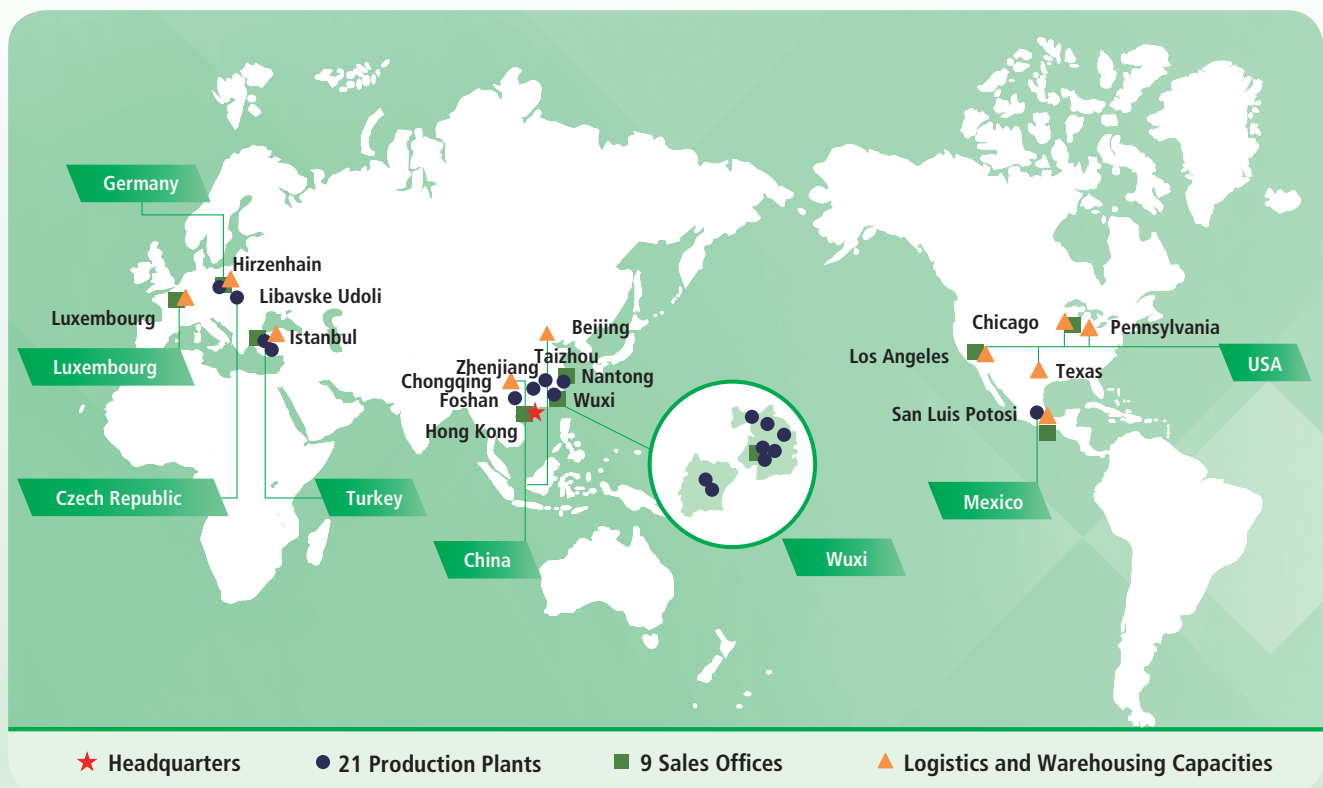 Germany
Hirzenhain
Libavske Udoli
Luxembourg
Istanbul
Luxembourg
Czech Republic
Turkey
Beijing
Taizhou
Zhenjiang
Nantong
Chongqing
Foshan
Wuxi
Hong Kong
China
Wuxi
Chicago
Pennsylvania
Los Angeles
Texas
USA
San Luis Potosi
Mexico
Headquarters
21 Production Plants
9 Sales Offices
Logistics and Warehousing Capacities